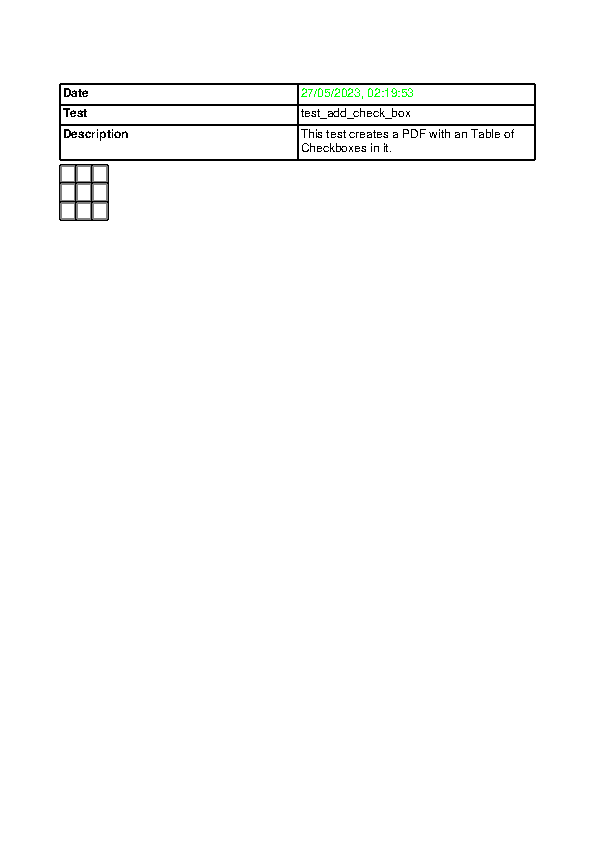 Date 27/05/2023, 02:19:53
Test test_add_check_box
Description This test creates a PDF with an Table of
Checkboxes in it.